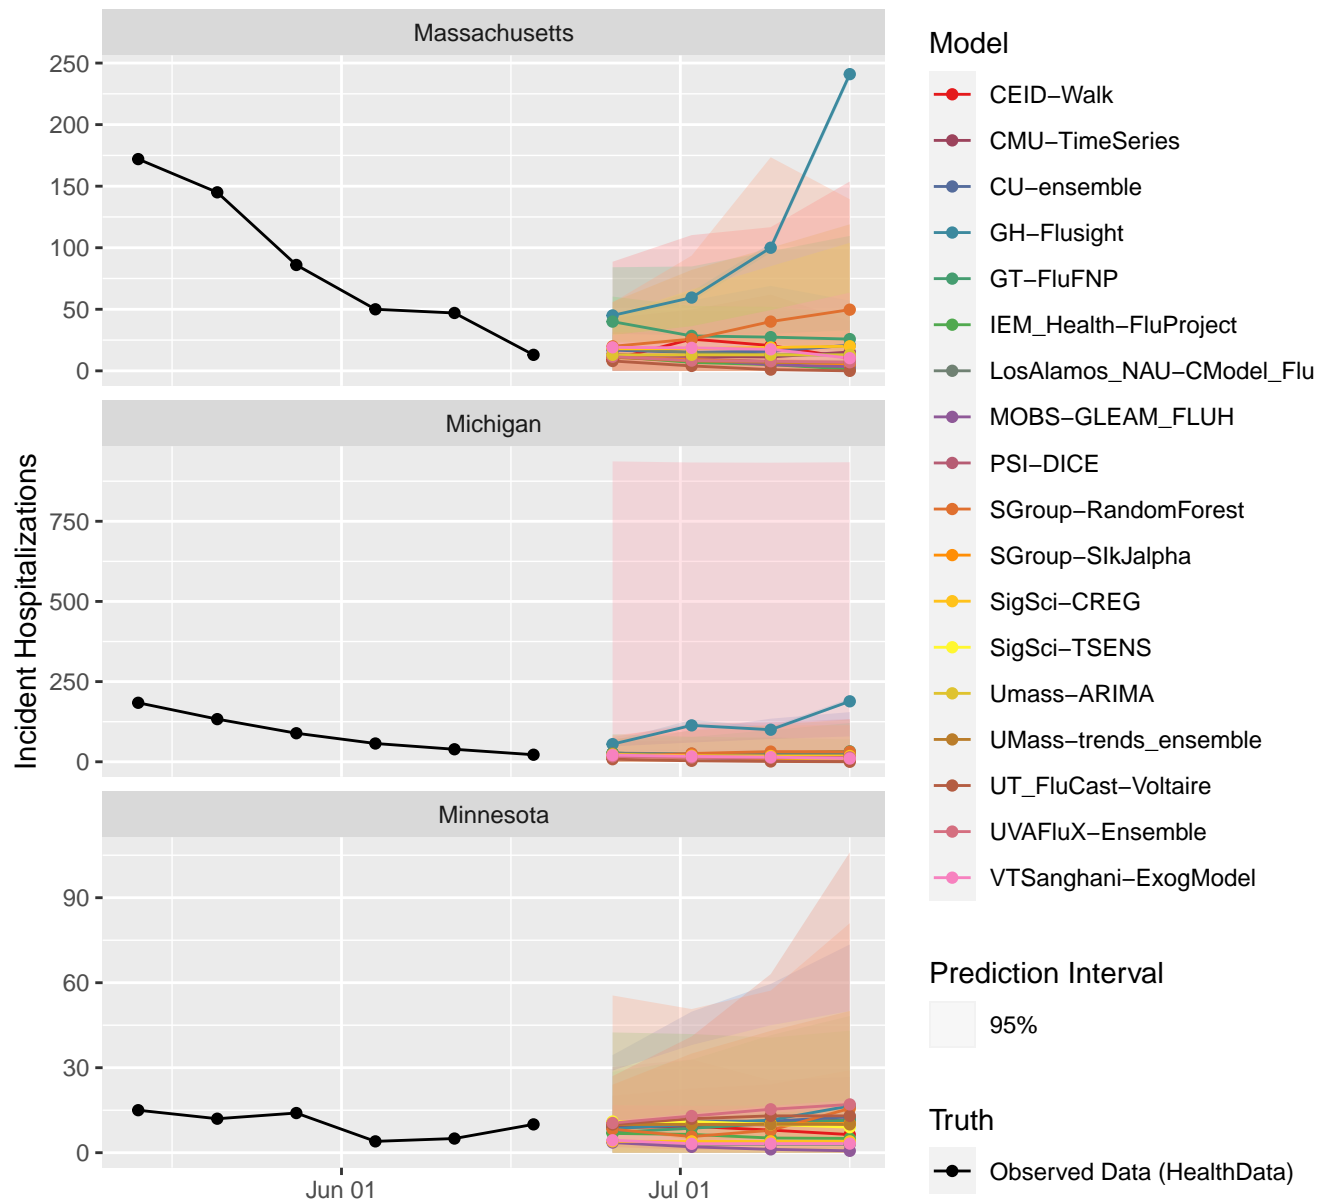 Massachusetts
250
200
150
100
50
0
Michigan
750
500
250
0
Minnesota
90
60
30
0
Jun 01
Jul 01
Incident Hospitalizations
Model
CEID−Walk
CMU−TimeSeries
CU−ensemble
GH−Flusight
GT−FluFNP
IEM_Health−FluProject
LosAlamos_NAU−CModel_Flu
MOBS−GLEAM_FLUH
PSI−DICE
SGroup−RandomForest
SGroup−SIkJalpha
SigSci−CREG
SigSci−TSENS
Umass−ARIMA
UMass−trends_ensemble
UT_FluCast−Voltaire
UVAFluX−Ensemble
VTSanghani−ExogModel
Prediction Interval
95%
Truth
Observed Data (HealthData)